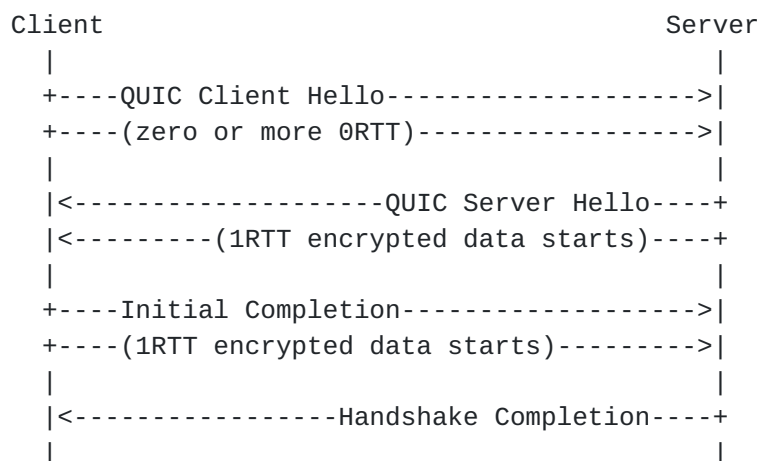 Client                                    Server
  |                                          |
  +----QUIC Client Hello-------------------->|
  +----(zero or more 0RTT)------------------>|
  |                                          |
  |<--------------------QUIC Server Hello----+
  |<---------(1RTT encrypted data starts)----+
  |                                          |
  +----Initial Completion------------------->|
  +----(1RTT encrypted data starts)--------->|
  |                                          |
  |<-----------------Handshake Completion----+
  |                                          |